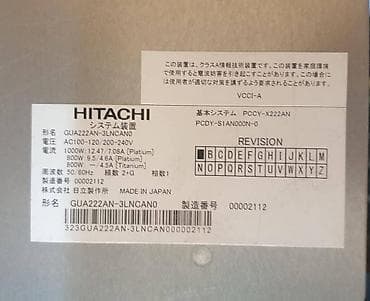 この装置は、クラスA情報技術装置です。この装置を家庭環境
で使用すると電波妨害を引き起こすことがあります。この場合に
は使用者が適切な対策を講ずるよう要求されることがあります。
VCCI-A
HITACHI
システム装置
形名 GUA222AN-3LNCAN0
電圧 AC100-120/200-240V
電流 1000W: 12.47/7.08A [Platium]
800W: 9.5/4.6A [Platium]
800W: — /4.5A [Titanium]
周波数 50/60Hz 極数 2+G 相数 1
製造番号 00002112
株式会社 日立製作所 MADE IN JAPAN
基本システム PCCY-X222AN
PCDY-S1AN000N-0
REVISION
B C D E F G H I J K L M
N O P Q R S T U V W X Y Z
形名 GUA222AN-3LNCAN0 製造番号 00002112
323GUA222AN-3LNCAN000002112